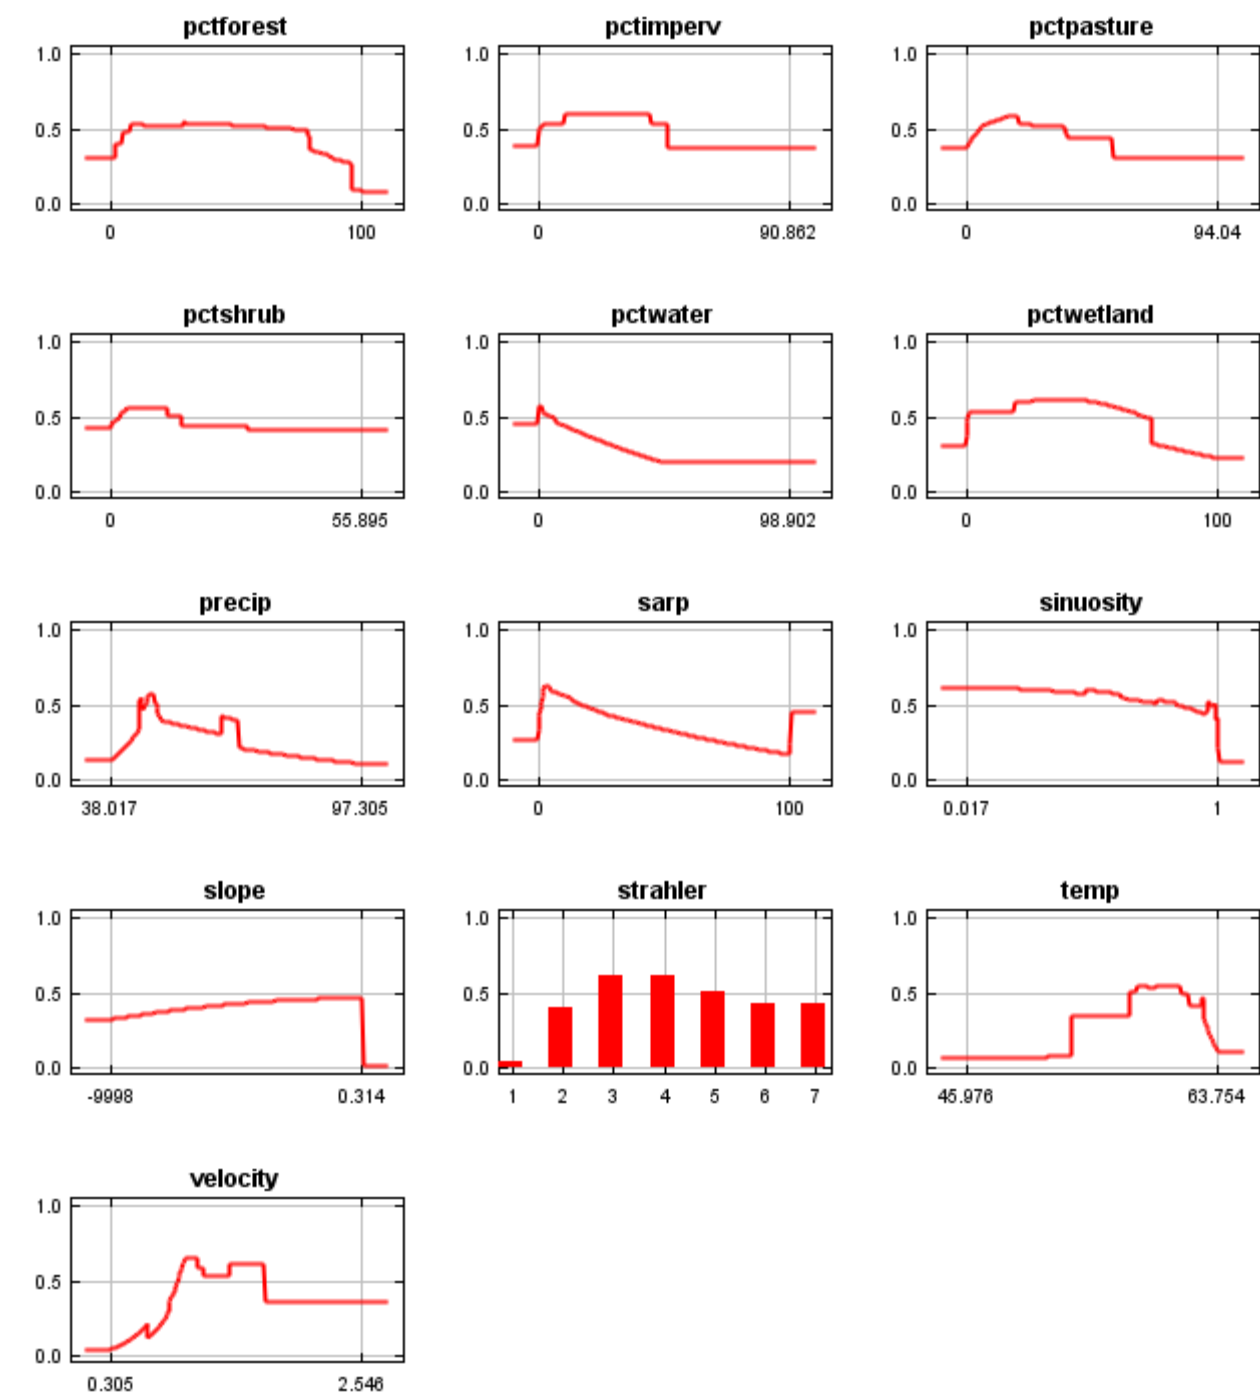 pctforest pctimperv pctpasture
1.0 1.0 1.0
0.5 0.5 0.5
0.0 0.0 0.0
0 100 0 90.862 0 94.04
pctshrub pctwater pctwetland
1.0 1.0 1.0
0.5 0.5 0.5
0.0 0.0 0.0
0 55.895 0 98.902 0 100
precip sarp sinuosity
1.0 1.0 1.0
0.5 0.5 0.5
0.0 0.0 0.0
38.017 97.305 0 100 0.017 1
slope strahler temp
1.0 1.0 1.0
0.5 0.5 0.5
0.0 0.0 0.0
-9998 0.314 1 2 3 4 5 6 7 45.976 63.754
velocity
1.0
0.5
0.0
0.305 2.546